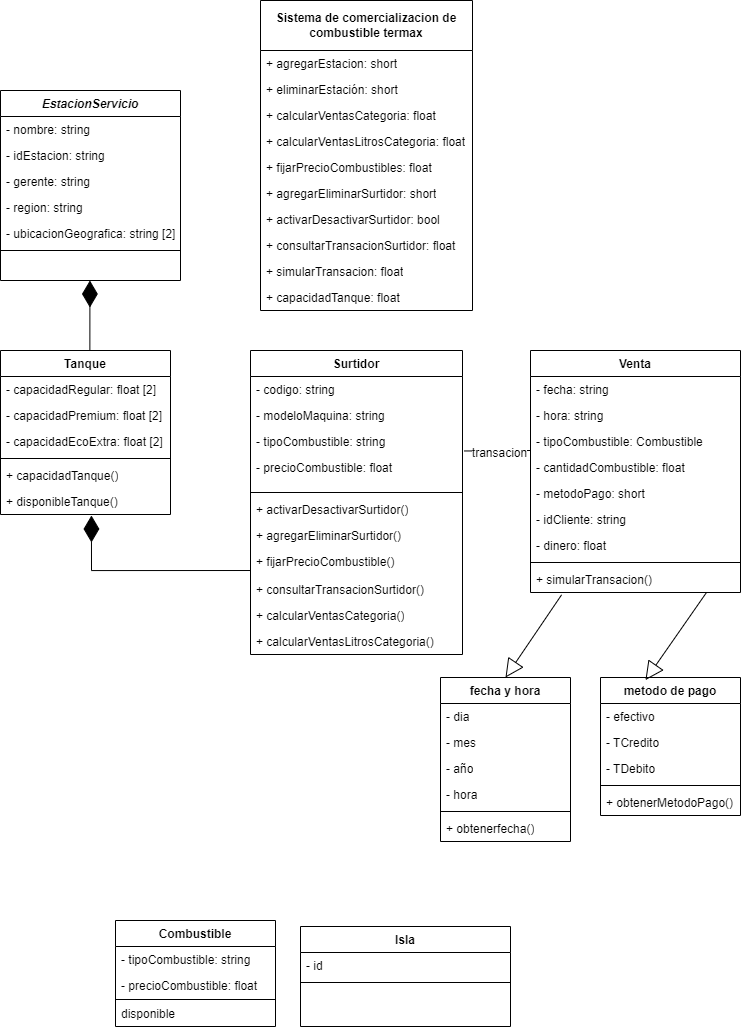 Sistema de comercializacion de
combustible termax
+ agregarEstacion: short
+ eliminarEstación: short
+ calcularVentasCategoria: float
+ calcularVentasLitrosCategoria: float
+ fijarPrecioCombustibles: float
+ agregarEliminarSurtidor: short
+ activarDesactivarSurtidor: bool
+ consultarTransacionSurtidor: float
+ simularTransacion: float
+ capacidadTanque: float
EstacionServicio
- nombre: string
- idEstacion: string
- gerente: string
- region: string
- ubicacionGeografica: string [2]
Tanque
- capacidadRegular: float [2]
- capacidadPremium: float [2]
- capacidadEcoExtra: float [2]
+ capacidadTanque()
+ disponibleTanque()
Surtidor
- codigo: string
- modeloMaquina: string
- tipoCombustible: string
- precioCombustible: float
+ activarDesactivarSurtidor()
+ agregarEliminarSurtidor()
+ fijarPrecioCombustible()
+ consultarTransacionSurtidor()
+ calcularVentasCategoria()
+ calcularVentasLitrosCategoria()
transacion
Venta
- fecha: string
- hora: string
- tipoCombustible: Combustible
- cantidadCombustible: float
- metodoPago: short
- idCliente: string
- dinero: float
+ simularTransacion()
fecha y hora
- dia
- mes
- año
- hora
+ obtenerfecha()
metodo de pago
- efectivo
- TCredito
- TDebito
+ obtenerMetodoPago()
Combustible
- tipoCombustible: string
- precioCombustible: float
disponible
Isla
- id